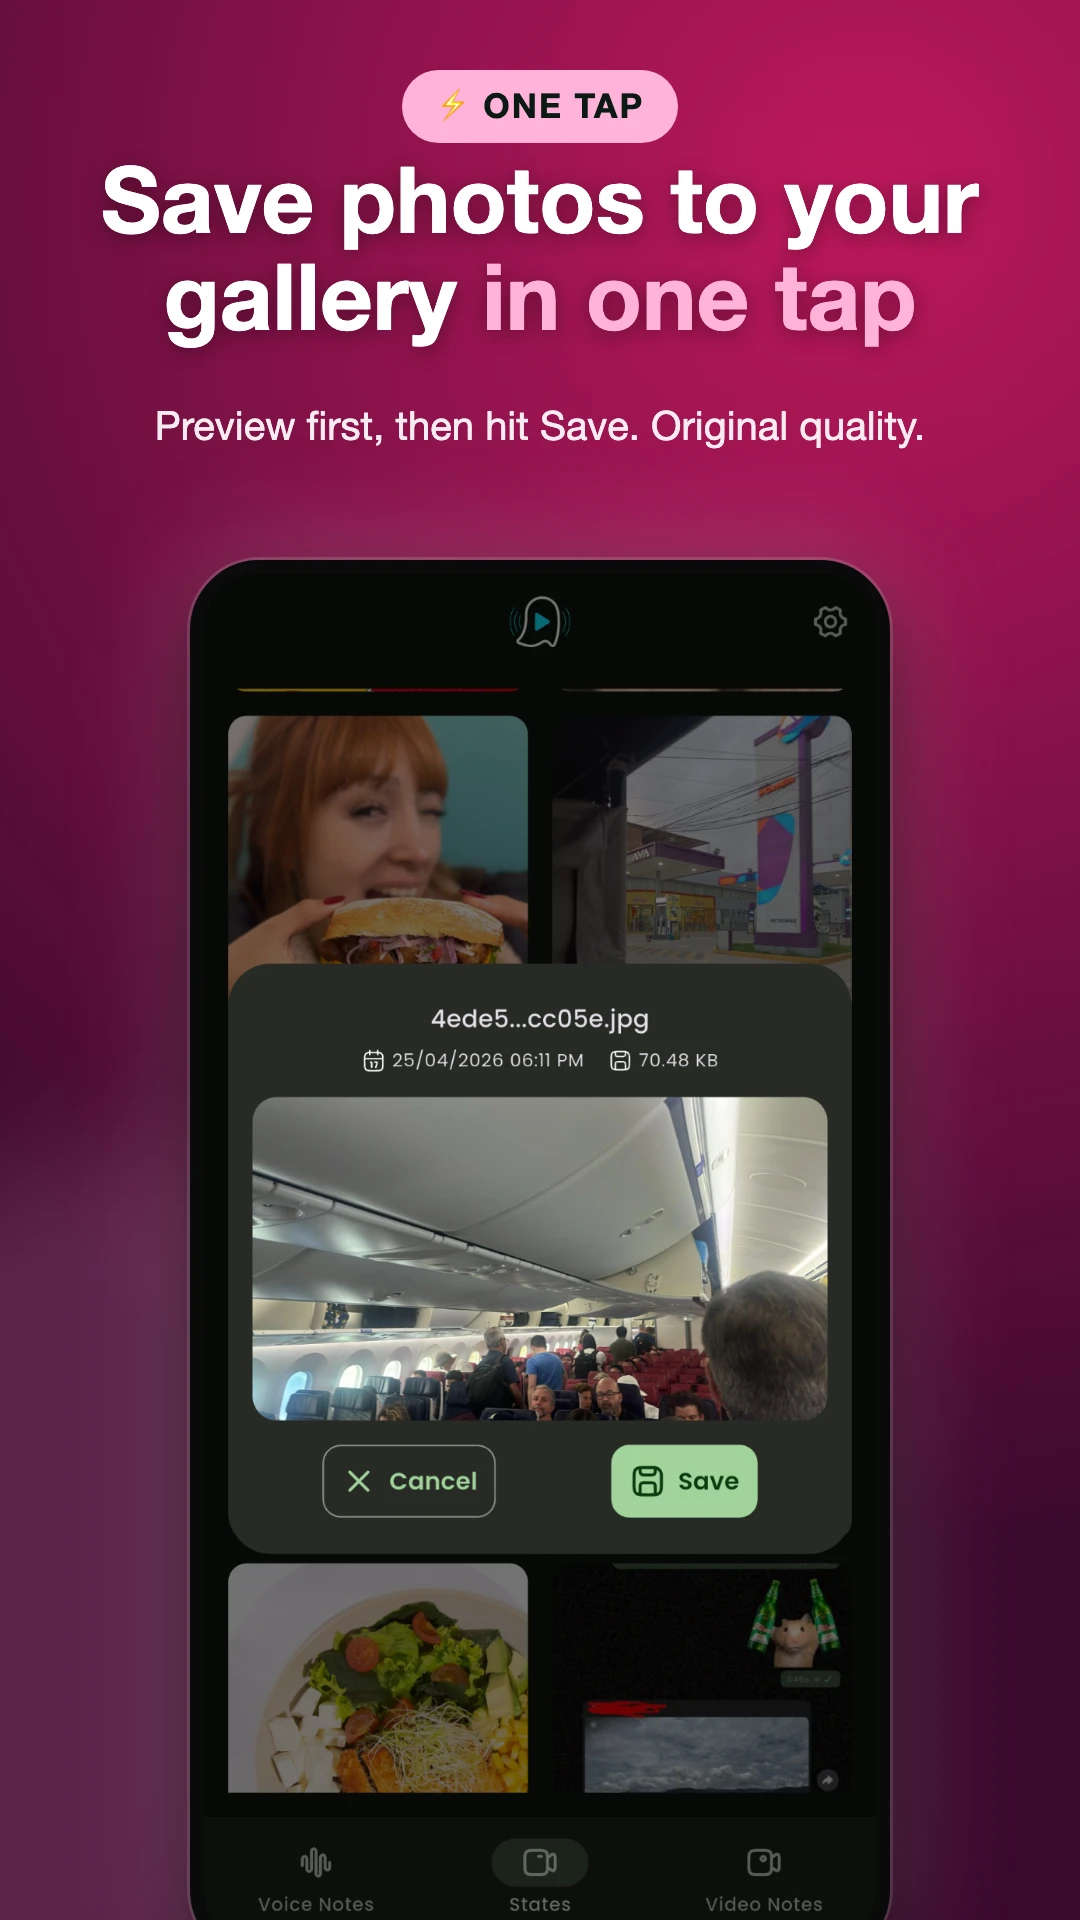 ⚡ ONE TAP
Save photos to your
gallery in one tap
Preview first, then hit Save. Original quality.
4ede5...cc05e.jpg
25/04/2026 06:11 PM 70.48 KB
Cancel Save
Voice Notes States Video Notes